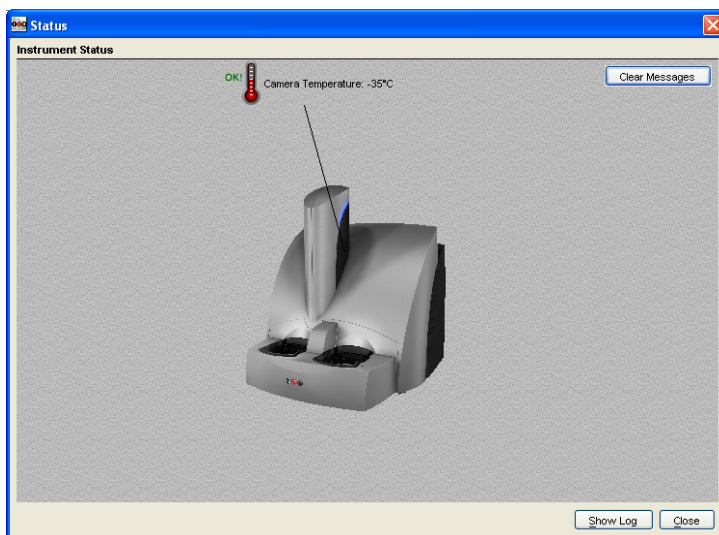 Status
Instrument Status
OK!
Camera Temperature: -35°C
Clear Messages
Show Log
Close